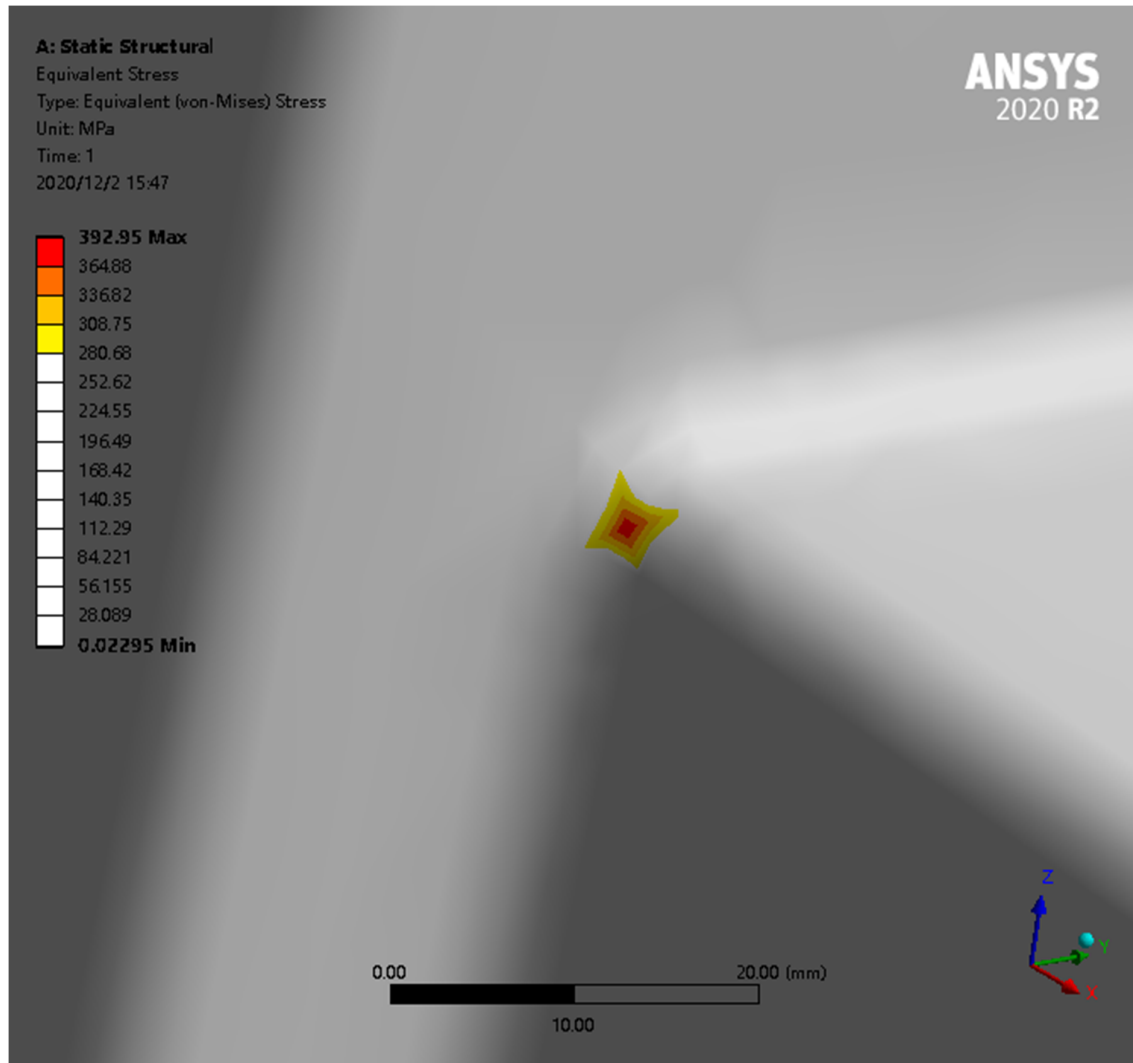 A: Static Structural
Equivalent Stress
Type: Equivalent (von-Mises) Stress
Unit: MPa
Time: 1
2020/12/2 15:47
ANSYS
2020 R2
392.95 Max
364.88
336.82
308.75
280.68
252.62
224.55
196.49
168.42
140.35
112.29
84.221
56.155
28.089
0.02295 Min
Z
Y
X
0.00
20.00 (mm)
10.00